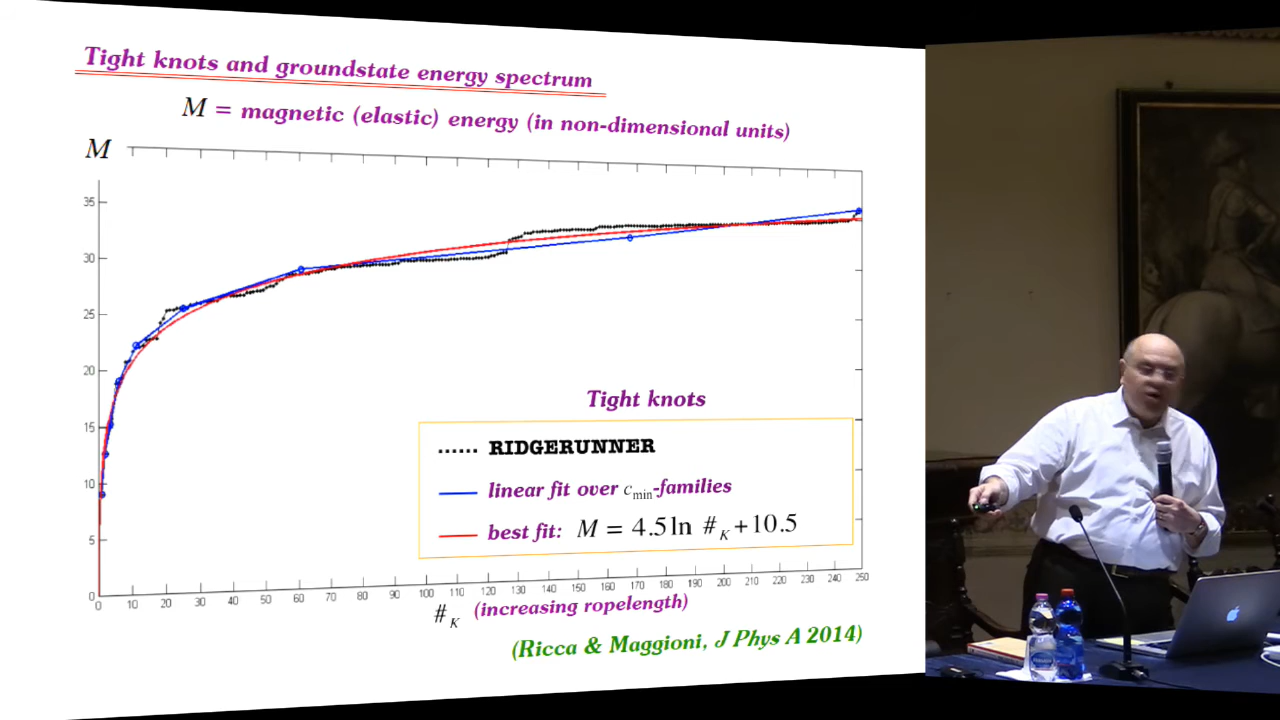 Tight knots and groundstate energy spectrum
M = magnetic (elastic) energy (in non-dimensional units)
M
35
30
25
20
15
10
5
0
0 10 20 30 40 50 60 70 80 90 100 110 120 130 140 150 160 170 180 190 200 210 220 230 240 250
#K (increasing ropelength)
Tight knots
...... RIDGERUNNER
linear fit over cmin-families
best fit: M = 4.5 ln #K + 10.5
(Ricca & Maggioni, J Phys A 2014)